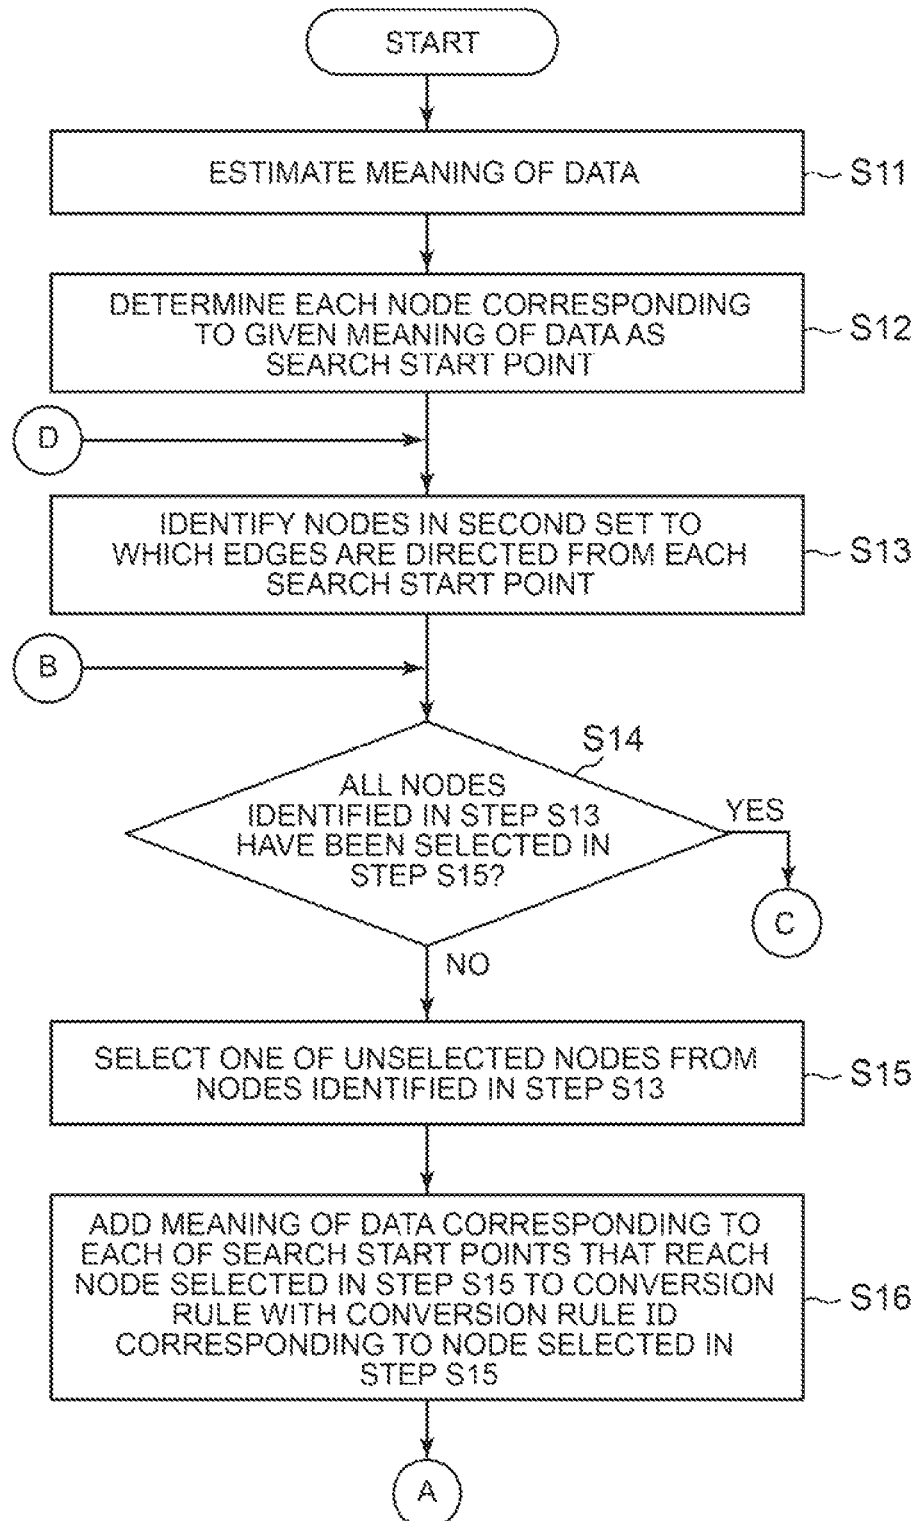 START
ESTIMATE MEANING OF DATA
S11
DETERMINE EACH NODE CORRESPONDING
TO GIVEN MEANING OF DATA AS
SEARCH START POINT
S12
D
IDENTIFY NODES IN SECOND SET TO
WHICH EDGES ARE DIRECTED FROM EACH
SEARCH START POINT
S13
B
S14
ALL NODES
IDENTIFIED IN STEP S13
HAVE BEEN SELECTED IN
STEP S15?
YES
C
NO
SELECT ONE OF UNSELECTED NODES FROM
NODES IDENTIFIED IN STEP S13
S15
ADD MEANING OF DATA CORRESPONDING TO
EACH OF SEARCH START POINTS THAT REACH
NODE SELECTED IN STEP S15 TO CONVERSION
RULE WITH CONVERSION RULE ID
CORRESPONDING TO NODE SELECTED IN
STEP S15
S16
A